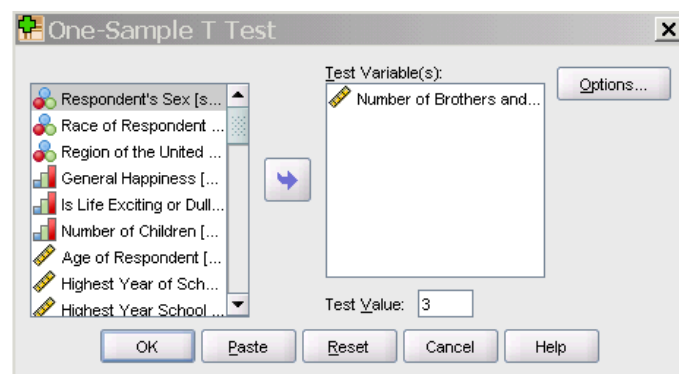 One-Sample T Test
Respondent's Sex [s...
Race of Respondent ...
Region of the United ...
General Happiness [...
Is Life Exciting or Dull...
Number of Children [...
Age of Respondent [...
Highest Year of Sch...
Highest Year School ...
Test Variable(s):
Number of Brothers and...
Test Value: 3
Options...
OK Paste Reset Cancel Help